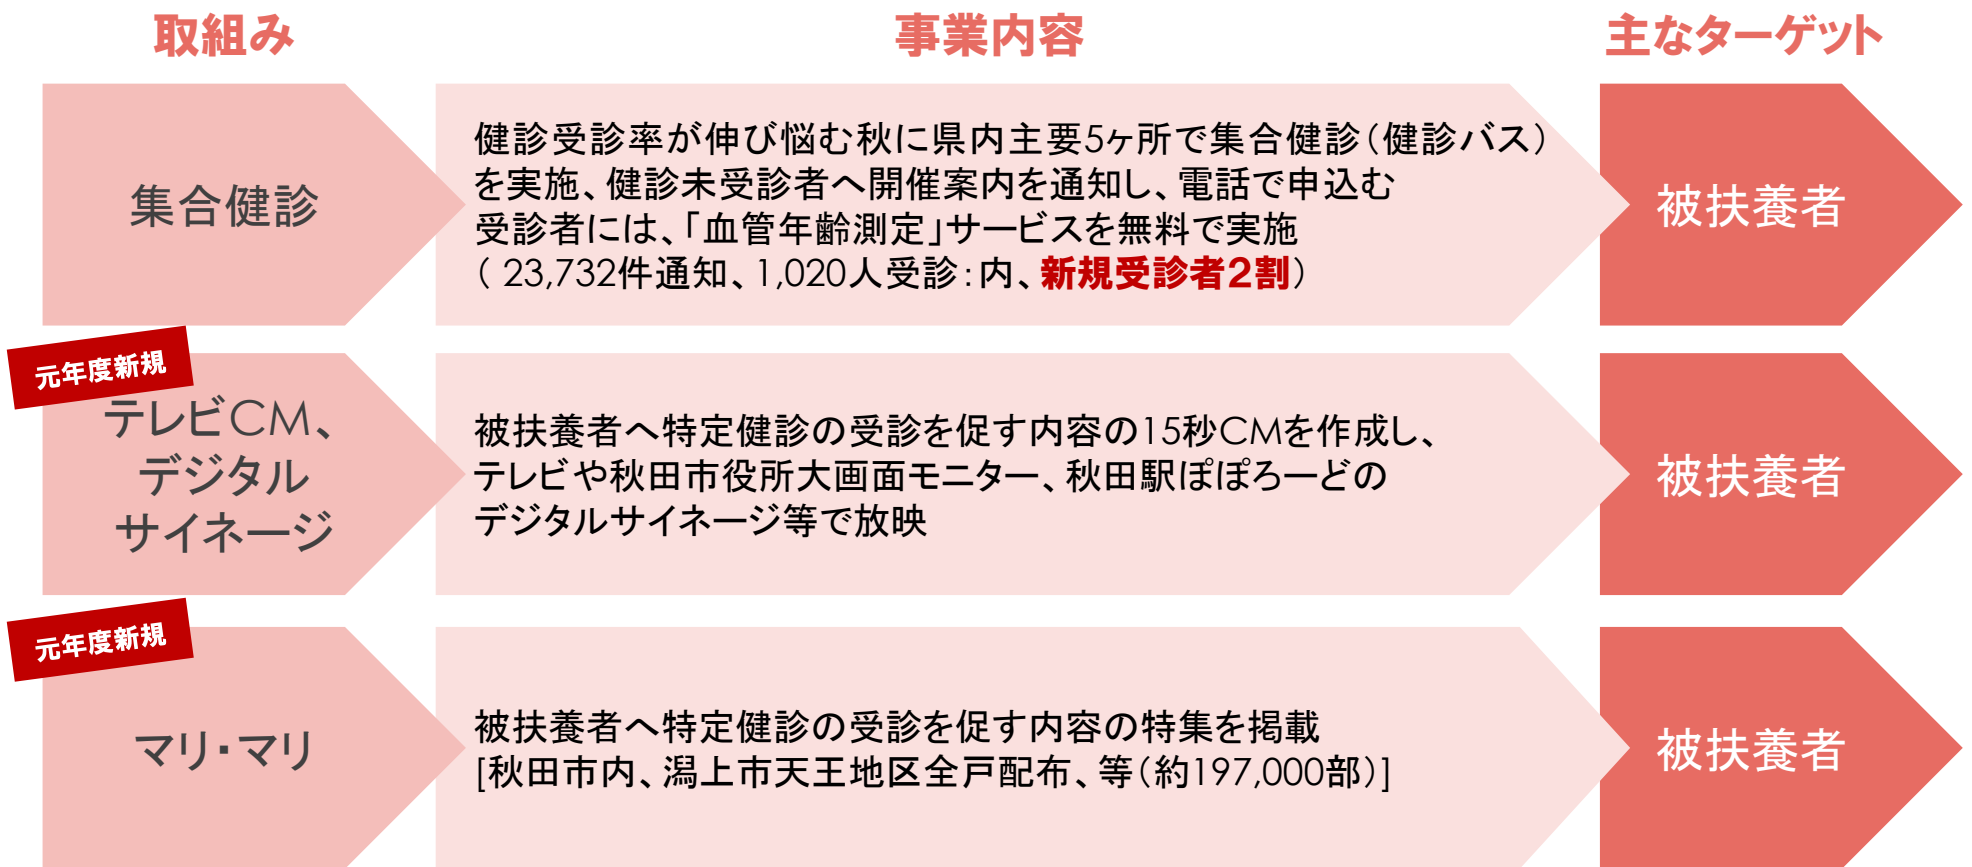 取組み
事業内容
主なターゲット
集合健診
健診受診率が伸び悩む秋に県内主要5ヶ所で集合健診（健診バス）
を実施、健診未受診者へ開催案内を通知し、電話で申込む
受診者には、「血管年齢測定」サービスを無料で実施
（ 23,732件通知、1,020人受診：内、新規受診者２割）
被扶養者
元年度新規
テレビCM、
デジタル
サイネージ
被扶養者へ特定健診の受診を促す内容の15秒CMを作成し、
テレビや秋田市役所大画面モニター、秋田駅ぽぽろーどの
デジタルサイネージ等で放映
被扶養者
元年度新規
マリ・マリ
被扶養者へ特定健診の受診を促す内容の特集を掲載
[秋田市内、潟上市天王地区全戸配布、等（約197,000部）]
被扶養者